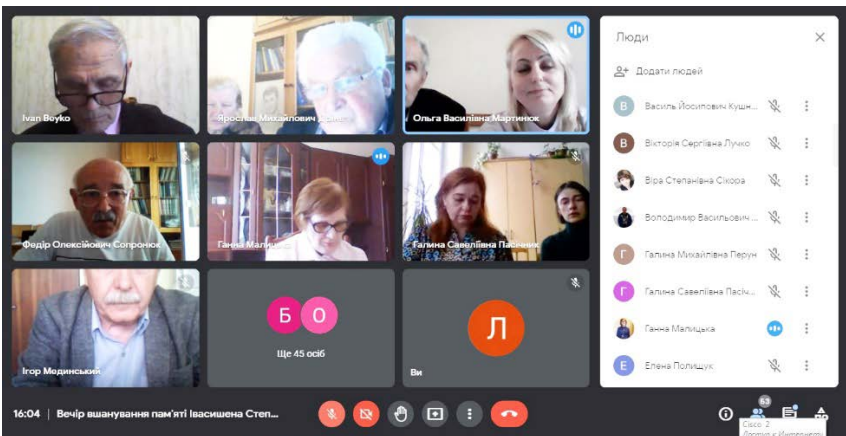 Ivan Boyko
Ярослав Михайлович
Ольга Василівна Мартинюк
Федір Олексійович Сопронюк
Ганна Малицька
Галина Савеліївна Пасічник
Ігор Мединський
Б О
Ще 45 осіб
Л
Ви
Люди
Додати людей
В Василь Йосипович Кушн...
В Вікторія Сергіївна Лучко
Віра Степанівна Сікора
Володимир Васильович ...
Г Галина Михайлівна Перун
Г Галина Савеліївна Пасіч...
Ганна Малицька
Е Елена Полищук
16:04 | Вечір вшанування пам'яті Івасишена Степ...
63
Cisco 2